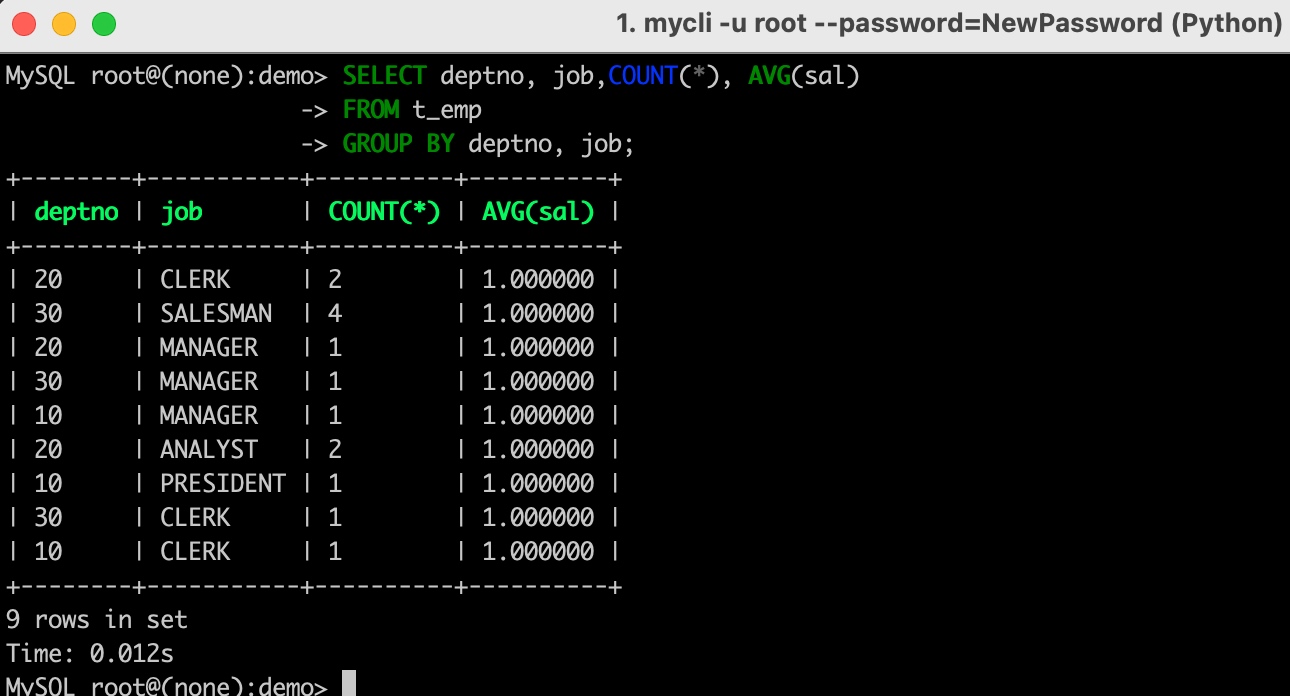 1. mycli -u root --password=NewPassword (Python)
MySQL root@(none):demo> SELECT deptno, job,COUNT(*), AVG(sal)
-> FROM t_emp
-> GROUP BY deptno, job;
+--------+-----------+----------+----------+
| deptno | job       | COUNT(*) | AVG(sal) |
+--------+-----------+----------+----------+
| 20     | CLERK     | 2        | 1.000000 |
| 30     | SALESMAN  | 4        | 1.000000 |
| 20     | MANAGER   | 1        | 1.000000 |
| 30     | MANAGER   | 1        | 1.000000 |
| 10     | MANAGER   | 1        | 1.000000 |
| 20     | ANALYST   | 2        | 1.000000 |
| 10     | PRESIDENT | 1        | 1.000000 |
| 30     | CLERK     | 1        | 1.000000 |
| 10     | CLERK     | 1        | 1.000000 |
+--------+-----------+----------+----------+
9 rows in set
Time: 0.012s
MySQL root@(none):demo>